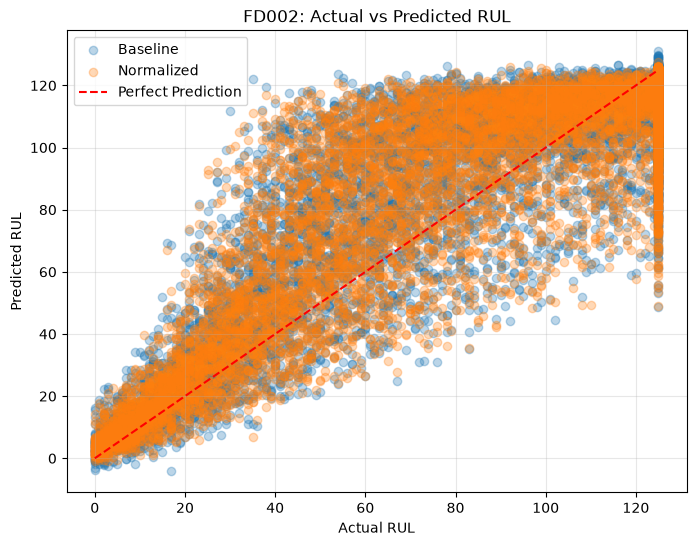 FD002: Actual vs Predicted RUL
Baseline
Normalized
Perfect Prediction
Predicted RUL
120
100
80
60
40
20
0
0 20 40 60 80 100 120
Actual RUL